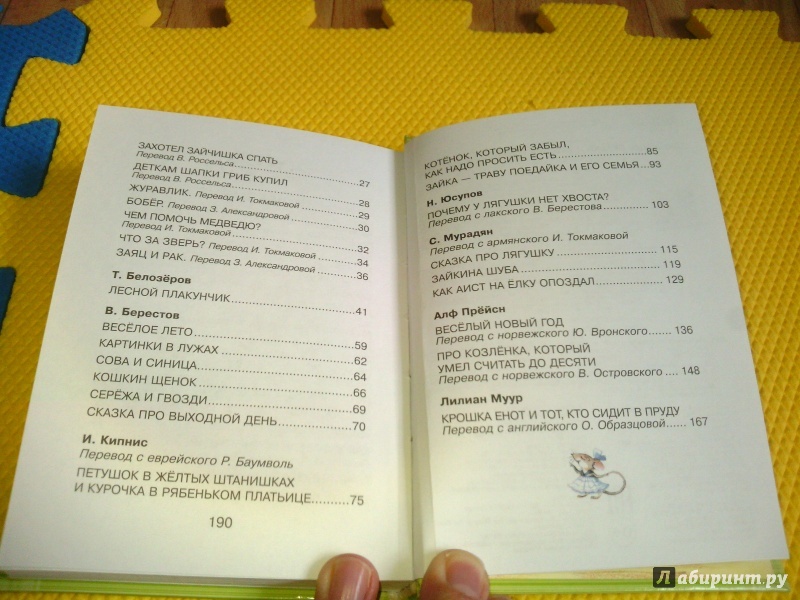 ЗАХОТЕЛ ЗАЙЧИШКА СПАТЬ
Перевод В. Россельса........27
ДЕТКАМ ШАПКИ ГРИБ КУПИЛ
Перевод В. Россельса........28
ЖУРАВЛИК. Перевод И. Токмаковой........29
БОБЁР. Перевод З. Александровой........30
ЧЕМ ПОМОЧЬ МЕДВЕДЮ?
Перевод И. Токмаковой........32
ЧТО ЗА ЗВЕРЬ? Перевод И. Токмаковой........34
ЗАЯЦ И РАК. Перевод З. Александровой........36
Т. Белозёров
ЛЕСНОЙ ПЛАКУНЧИК........41
В. Берестов
ВЕСЁЛОЕ ЛЕТО........59
КАРТИНКИ В ЛУЖАХ........62
СОВА И СИНИЦА........64
КОШКИН ЩЕНОК........66
СЕРЁЖА И ГВОЗДИ........69
СКАЗКА ПРО ВЫХОДНОЙ ДЕНЬ........70
И. Кипнис
Перевод с еврейского Р. Баумволь
ПЕТУШОК В ЖЁЛТЫХ ШТАНИШКАХ
И КУРОЧКА В РЯБЕНЬКОМ ПЛАТЬИЦЕ........75
190
КОТЁНОК, КОТОРЫЙ ЗАБЫЛ,
КАК НАДО ПРОСИТЬ ЕСТЬ........85
ЗАЙКА — ТРАВУ ПОЕДАЙКА И ЕГО СЕМЬЯ........93
Н. Юсупов
ПОЧЕМУ У ЛЯГУШКИ НЕТ ХВОСТА?
Перевод с лакского В. Берестова........103
С. Мурадян
Перевод с армянского И. Токмаковой
СКАЗКА ПРО ЛЯГУШКУ........115
ЗАЙКИНА ШУБА........119
КАК АИСТ НА ЁЛКУ ОПОЗДАЛ........129
Алф Прёйсн
ВЕСЁЛЫЙ НОВЫЙ ГОД
Перевод с норвежского Ю. Вронского........136
ПРО КОЗЛЁНКА, КОТОРЫЙ
УМЕЛ СЧИТАТЬ ДО ДЕСЯТИ
Перевод с норвежского В. Островского........148
Лилиан Муур
КРОШКА ЕНОТ И ТОТ, КТО СИДИТ В ПРУДУ
Перевод с английского О. Образцовой........167
Лабиринт.ру